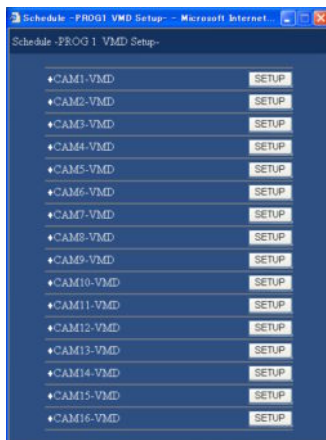 Schedule -PROG1 VMD Setup- - Microsoft Internet...
Schedule -PROG 1 VMD Setup-
♦CAM1-VMD SETUP
♦CAM2-VMD SETUP
♦CAM3-VMD SETUP
♦CAM4-VMD SETUP
♦CAM5-VMD SETUP
♦CAM6-VMD SETUP
♦CAM7-VMD SETUP
♦CAM8-VMD SETUP
♦CAM9-VMD SETUP
♦CAM10-VMD SETUP
♦CAM11-VMD SETUP
♦CAM12-VMD SETUP
♦CAM13-VMD SETUP
♦CAM14-VMD SETUP
♦CAM15-VMD SETUP
♦CAM16-VMD SETUP